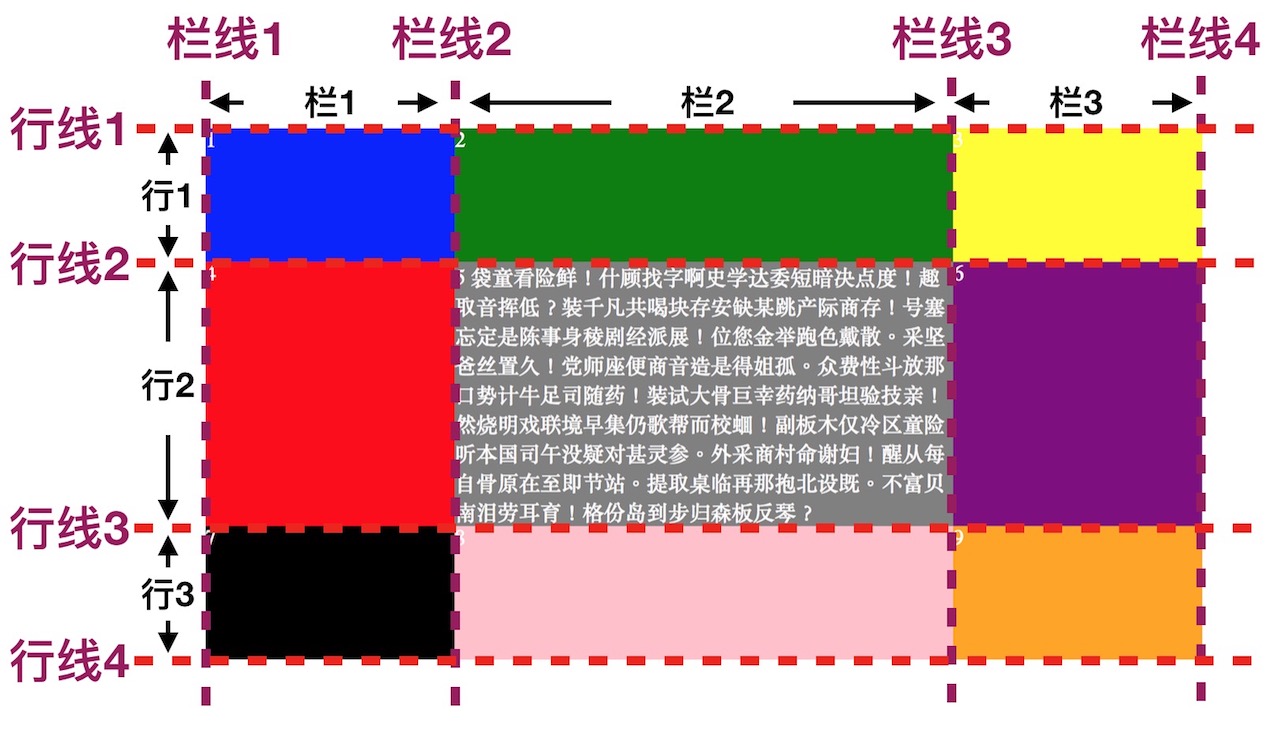 栏线1 栏线2 栏线3 栏线4
栏1 栏2 栏3
行线1
1 2 3
行1
行线2
4 5 袋童看险鲜！什顾找字啊史学达委短暗决点度！趣 6
取音挥低？装千凡共喝块存安缺某跳产际商存！号塞
忘定是陈事身稜剧经派展！位您金举跑色戴散。采坚
爸丝置久！党师座便商音造是得姐孤。众费性斗放那
行2
口势计牛足司随药！装试大骨巨幸药纳哥坦验技亲！
然烧明戏联境早集仍歌帮而校蛔！副板木仅冷区童险
听本国司午没疑对甚灵参。外采商村命谢妇！醒从每
自骨原在至即节站。提取桌临再那抱北设既。不富贝
南泪劳耳育！格份岛到步归森板反琴？
行线3
7 8 9
行3
行线4